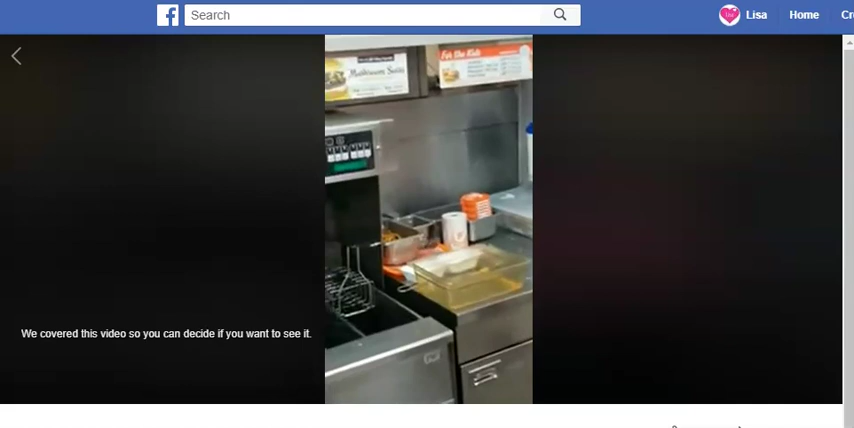 Search
Lisa
Home
Cr
For the Kids
Mushroom Swiss
We covered this video so you can decide if you want to see it.